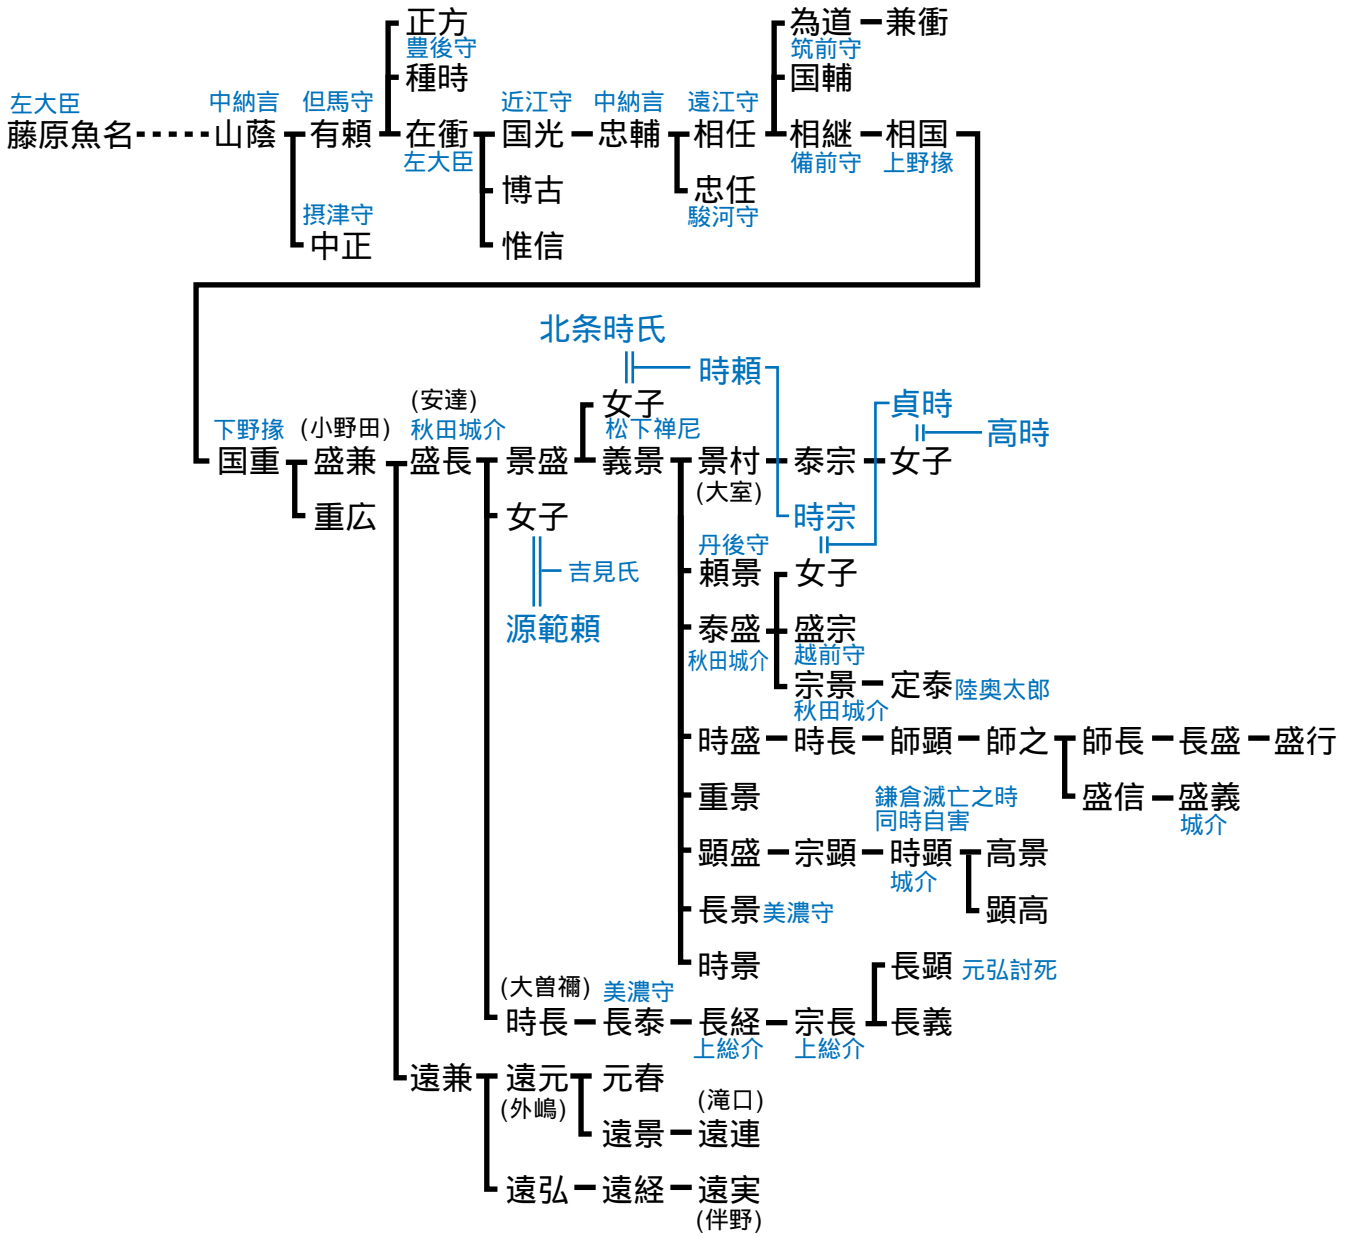 正方
為道
兼衝
豊後守
筑前守
種時
国輔
左大臣
中納言
但馬守
近江守
中納言
遠江守
藤原魚名
山蔭
有頼
在衝
国光
忠輔
相任
相継
相国
左大臣
備前守
上野掾
博古
忠任
摂津守
駿河守
中正
惟信
北条時氏
時頼
(安達)
女子
貞時
下野掾
(小野田)
秋田城介
松下禅尼
高時
国重
盛兼
盛長
景盛
義景
景村
泰宗
女子
(大室)
重広
女子
時宗
丹後守
吉見氏
頼景
女子
源範頼
泰盛
盛宗
秋田城介
越前守
宗景
定泰
陸奥太郎
秋田城介
時盛
時長
師顕
師之
師長
長盛
盛行
重景
鎌倉滅亡之時
同時自害
盛信
盛義
城介
顕盛
宗顕
時顕
高景
城介
長景
美濃守
顕高
時景
長顕
元弘討死
(大曽禰)
美濃守
時長
長泰
長経
宗長
長義
上総介
上総介
遠兼
遠元
元春
(外嶋)
(滝口)
遠景
遠連
遠弘
遠経
遠実
(伴野)